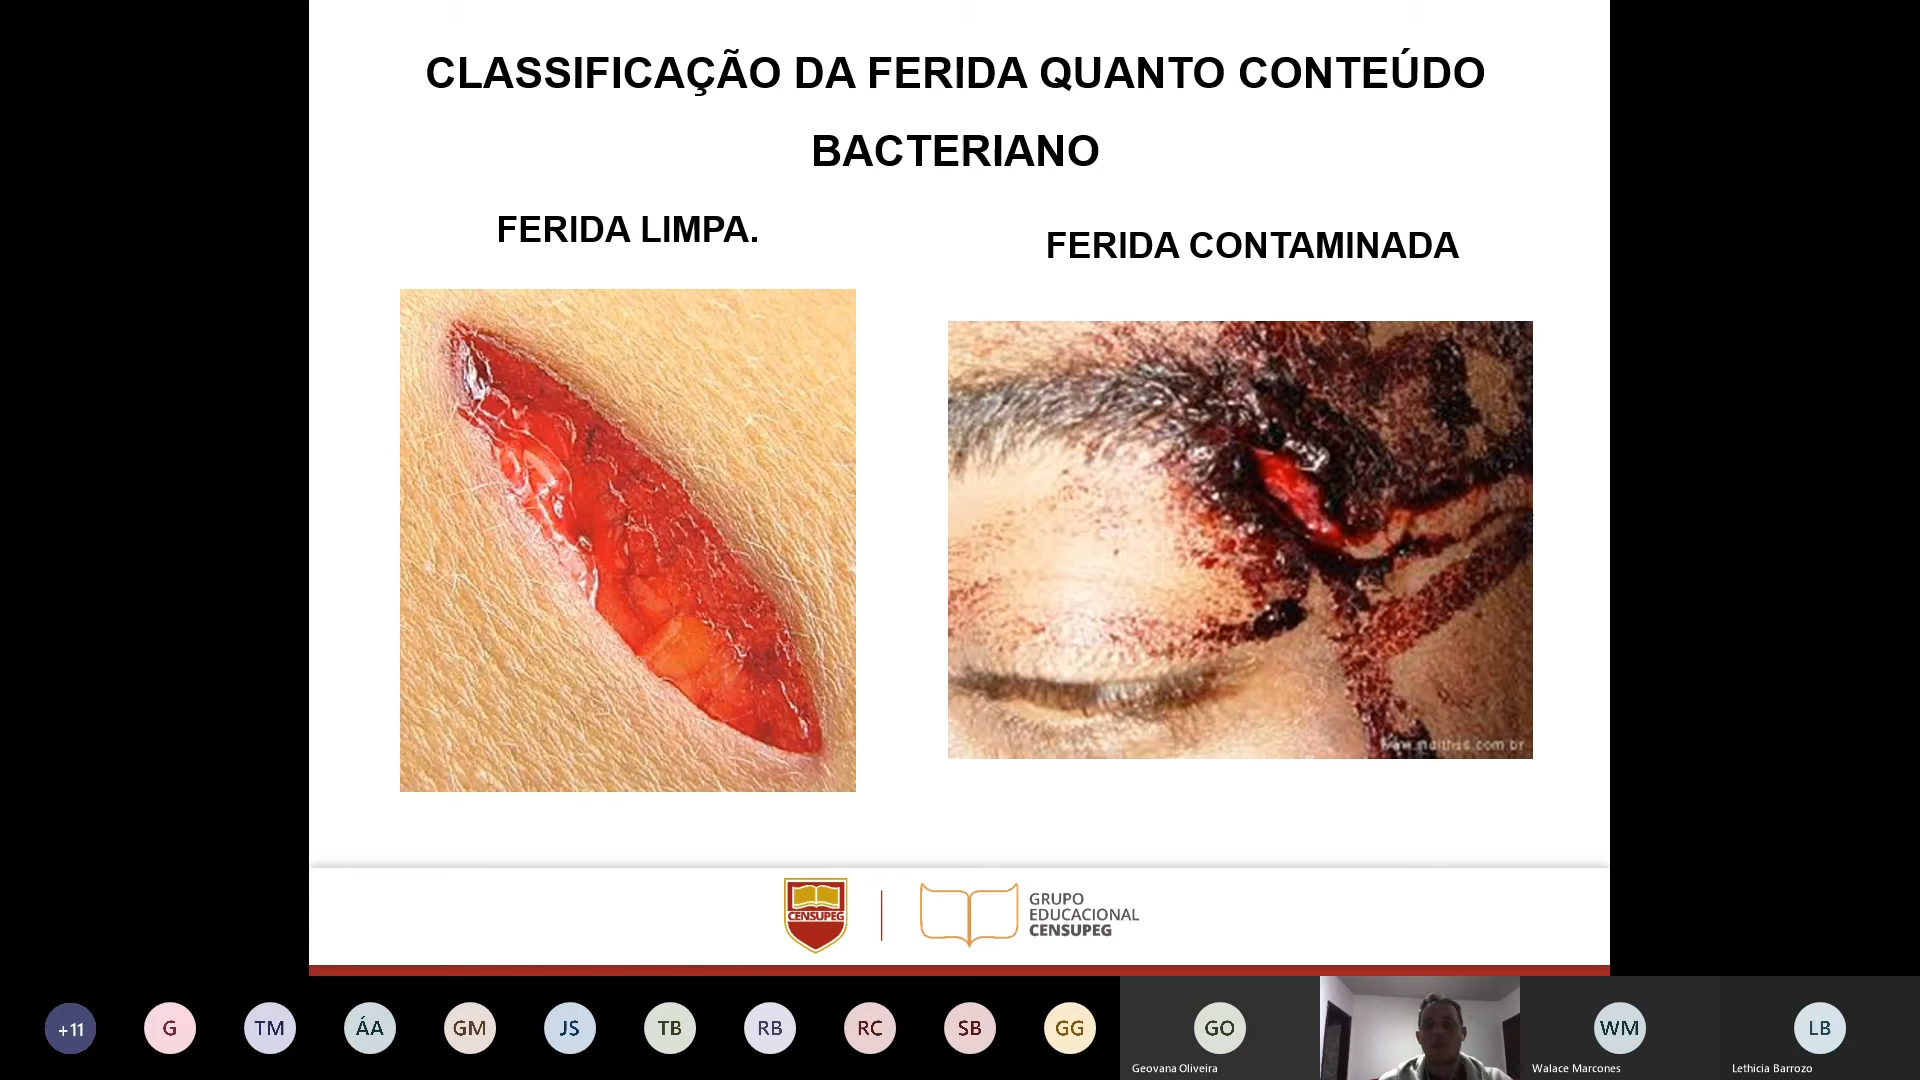 CLASSIFICAÇÃO DA FERIDA QUANTO CONTEÚDO
BACTERIANO
FERIDA LIMPA.
FERIDA CONTAMINADA
CENSUPEG
GRUPO
EDUCACIONAL
CENSUPEG
+11
G
TM
ÁA
GM
JS
TB
RB
RC
SB
GG
GO
WM
LB
Geovana Oliveira
Walace Marcones
Lethicia Barrozo